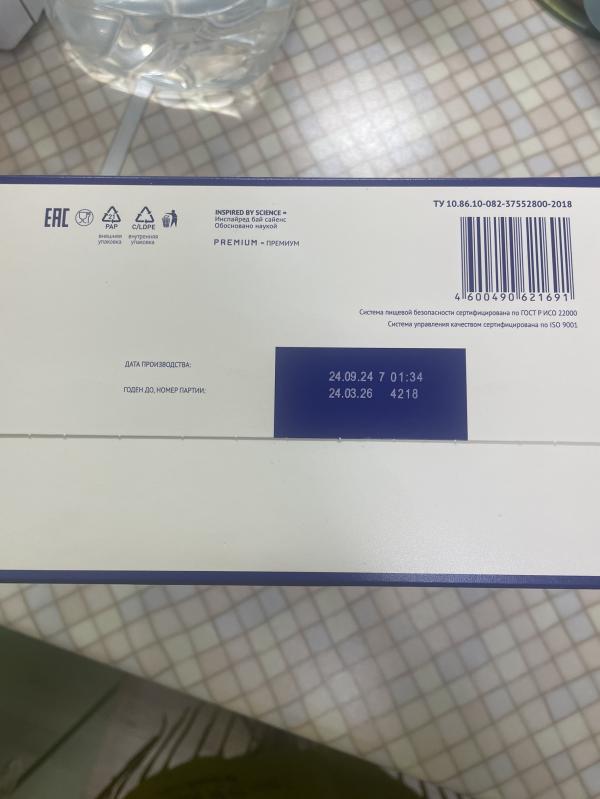 ЕАС
21
PAP
C/LDPE
внешняя
упаковка
внутренняя
упаковка
INSPIRED BY SCIENCE =
Инспайред бай сайенс
Обосновано наукой
PREMIUM = ПРЕМИУМ
ТУ 10.86.10-082-37552800-2018
4 600490 621691
Система пищевой безопасности сертифицирована по ГОСТ Р ИСО 22000
Система управления качеством сертифицирована по ISO 9001
ДАТА ПРОИЗВОДСТВА:
24.09.24 7 01:34
ГОДЕН ДО, НОМЕР ПАРТИИ:
24.03.26 4218